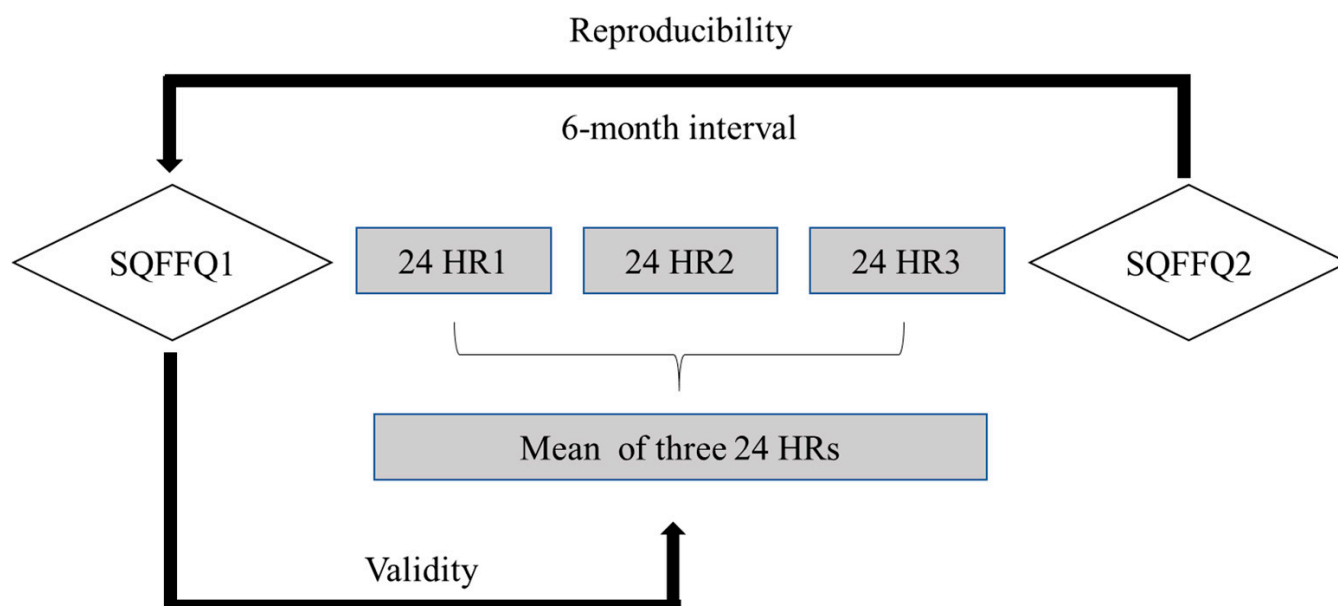 Reproducibility
6-month interval
SQFFQ1
24 HR1
24 HR2
24 HR3
SQFFQ2
Mean of three 24 HRs
Validity